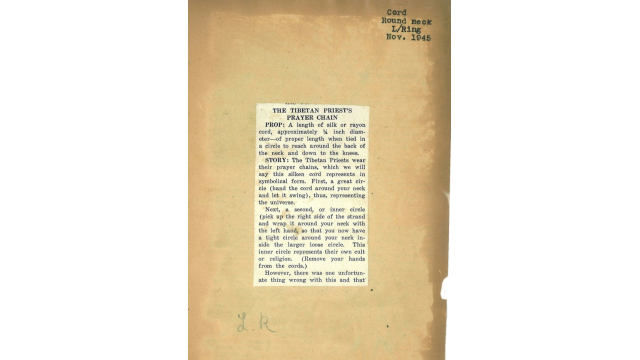 Cord
Round Neck
L/Ring
Nov. 1945
THE TIBETAN PRIEST'S
PRAYER CHAIN
PROP: A length of silk or rayon
cord, approximately ¼ inch diam-
eter—of proper length when tied in
a circle to reach around the back of
the neck and down to the knees.
STORY: The Tibetan Priests wear
their prayer chains, which we will
say this silken cord represents in
symbolizal form. First, a great cir-
cle (hand the cord around your neck
and let it swing), thus, representing
the universe.
Next, a second, or inner circle
(pick up the right side of the strand
and wrap it around your neck with
the left hand, so that you now have
a tight circle around your neck in-
side the larger loose circle. This
inner circle represents their own cult
or religion. (Remove your hands
from the cords.)
However, there was one unfortun-
ate thing wrong with this and that
L R